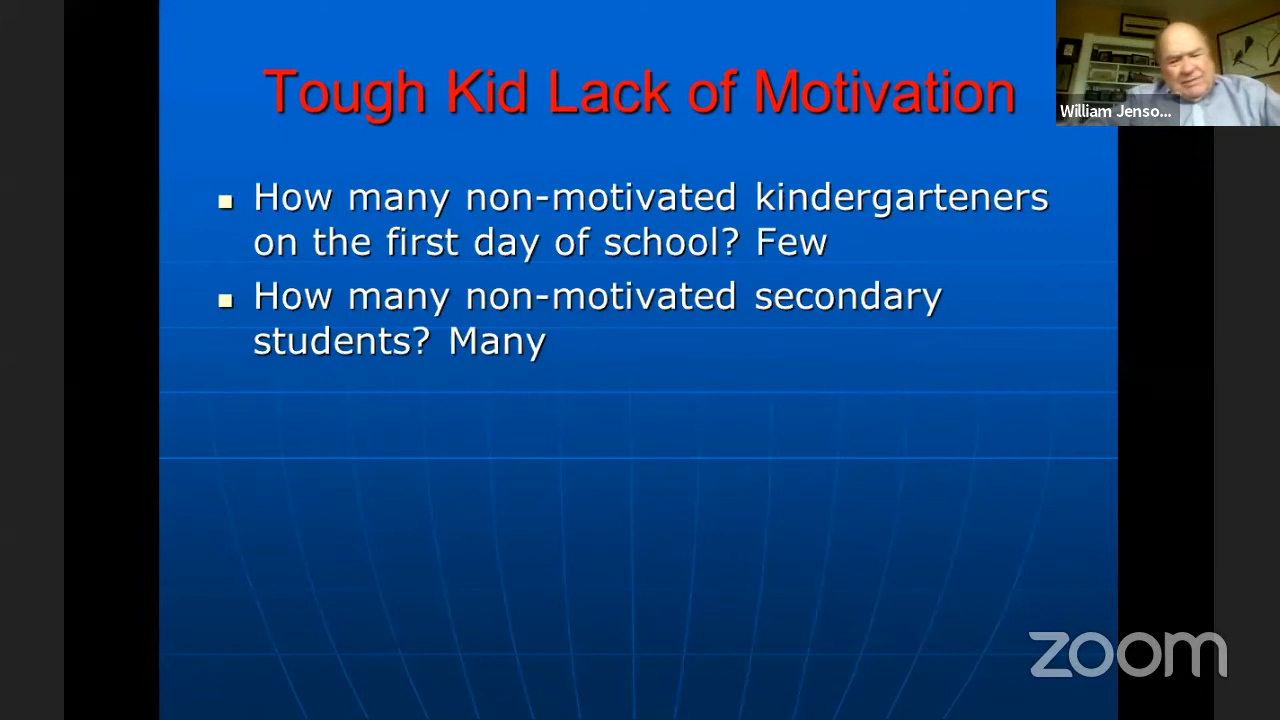 Tough Kid Lack of Motivation
William Jenso...
How many non-motivated kindergarteners
on the first day of school? Few
How many non-motivated secondary
students? Many
zoom